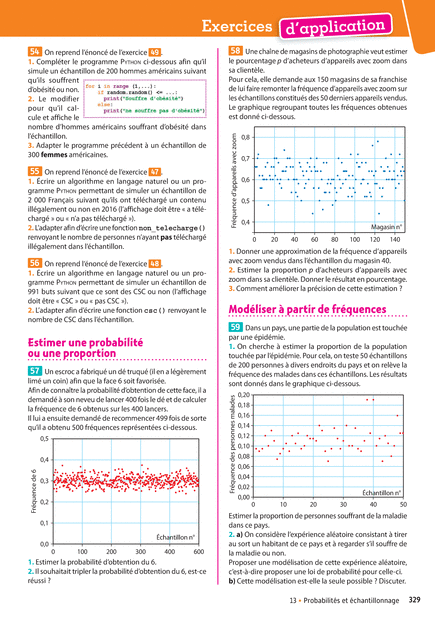 Exercices d'application
54 On reprend l'énoncé de l'exercice 49.
1. Compléter le programme PYTHON ci-dessous afin qu'il
simule un échantillon de 200 hommes américains suivant
qu'ils souffrent
d'obésité ou non.
2. Le modifier
pour qu'il cal-
cule et affiche le
for i in range (1,...):
if random.random() <= ...:
print("Souffre d'obésité")
else:
print("ne souffre pas d'obésité")
nombre d'hommes américains souffrant d'obésité dans
l'échantillon.
3. Adapter le programme précédent à un échantillon de
300 femmes américaines.
55 On reprend l'énoncé de l'exercice 47.
1. Écrire un algorithme en langage naturel ou un pro-
gramme PYTHON permettant de simuler un échantillon de
2 000 Français suivant qu'ils ont téléchargé un contenu
illégalement ou non en 2016 (l'affichage doit être « a télé-
chargé » ou « n'a pas téléchargé »).
2. L'adapter afin d'écrire une fonction non_telecharge()
renvoyant le nombre de personnes n'ayant pas téléchargé
illégalement dans l'échantillon.
56 On reprend l'énoncé de l'exercice 48.
1. Écrire un algorithme en langage naturel ou un pro-
gramme PYTHON permettant de simuler un échantillon de
991 buts suivant que ce sont des CSC ou non (l'affichage
doit être « CSC » ou « pas CSC »).
2. L'adapter afin d'écrire une fonction csc() renvoyant le
nombre de CSC dans l'échantillon.
Estimer une probabilité
ou une proportion
57 Un escroc a fabriqué un dé truqué (il en a légèrement
limé un coin) afin que la face 6 soit favorisée.
Afin de connaître la probabilité d'obtention de cette face, il a
demandé à son neveu de lancer 400 fois le dé et de calculer
la fréquence de 6 obtenus sur les 400 lancers.
Il lui a ensuite demandé de recommencer 499 fois de sorte
qu'il a obtenu 500 fréquences représentées ci-dessous.
Fréquence de 6
0,5
0,4
0,3
0,2
0,1
0,0
Échantillon n°
0 100 200 300 400 600
1. Estimer la probabilité d'obtention du 6.
2. Il souhaitait tripler la probabilité d'obtention du 6, est-ce
réussi ?
58 Une chaîne de magasins de photographie veut estimer
le pourcentage p d'acheteurs d'appareils avec zoom dans
sa clientèle.
Pour cela, elle demande aux 150 magasins de sa franchise
de lui faire remonter la fréquence d'appareils avec zoom sur
les échantillons constitués des 50 derniers appareils vendus.
Le graphique regroupant toutes les fréquences obtenues
est donné ci-dessous.
Fréquence d'appareils avec zoom
0,8
0,7
0,6
0,5
0,4
Magasin n°
0 20 40 60 80 100 120 140
1. Donner une approximation de la fréquence d'appareils
avec zoom vendus dans l'échantillon du magasin 40.
2. Estimer la proportion p d'acheteurs d'appareils avec
zoom dans sa clientèle. Donner le résultat en pourcentage.
3. Comment améliorer la précision de cette estimation ?
Modéliser à partir de fréquences
59 Dans un pays, une partie de la population est touchée
par une épidémie.
1. On cherche à estimer la proportion de la population
touchée par l'épidémie. Pour cela, on teste 50 échantillons
de 200 personnes à divers endroits du pays et on relève la
fréquence des malades dans ces échantillons. Les résultats
sont donnés dans le graphique ci-dessous.
Fréquence des personnes malades
0,20
0,18
0,16
0,14
0,12
0,10
0,08
0,06
0,04
0,02
0,00
Échantillon n°
0 10 20 30 40 50
Estimer la proportion de personnes souffrant de la maladie
dans ce pays.
2. a) On considère l'expérience aléatoire consistant à tirer
au sort un habitant de ce pays et à regarder s'il souffre de
la maladie ou non.
Proposer une modélisation de cette expérience aléatoire,
c'est-à-dire proposer une loi de probabilité pour celle-ci.
b) Cette modélisation est-elle la seule possible ? Discuter.
13 • Probabilités et échantillonnage 329